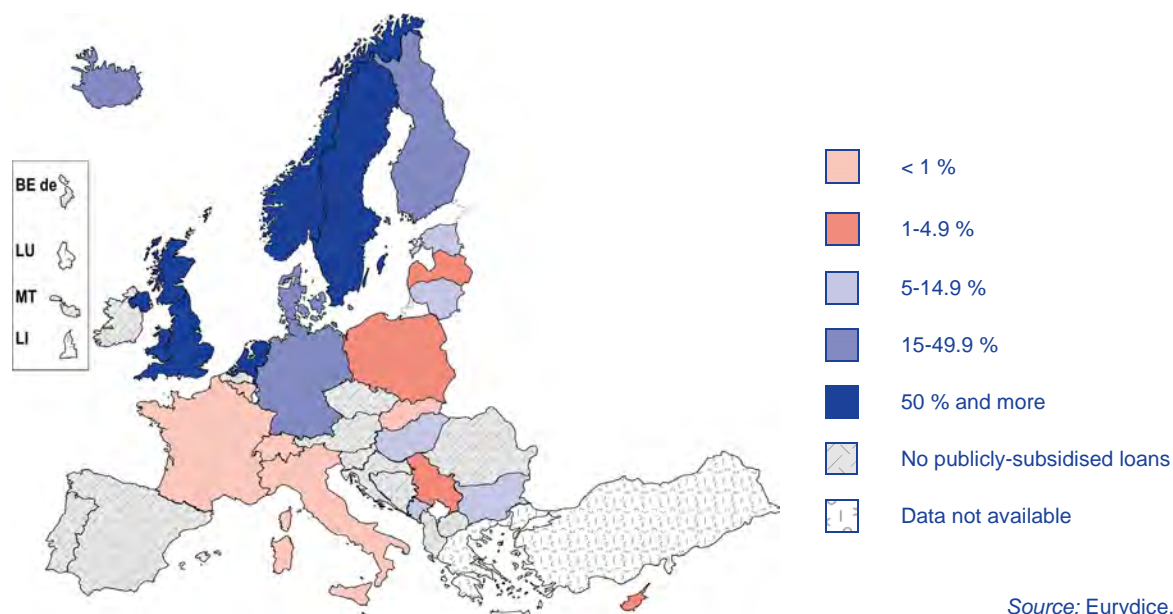 BE de
LU
MT
LI
< 1 %
1-4.9 %
5-14.9 %
15-49.9 %
50 % and more
No publicly-subsidised loans
Data not available
Source: Eurydice.